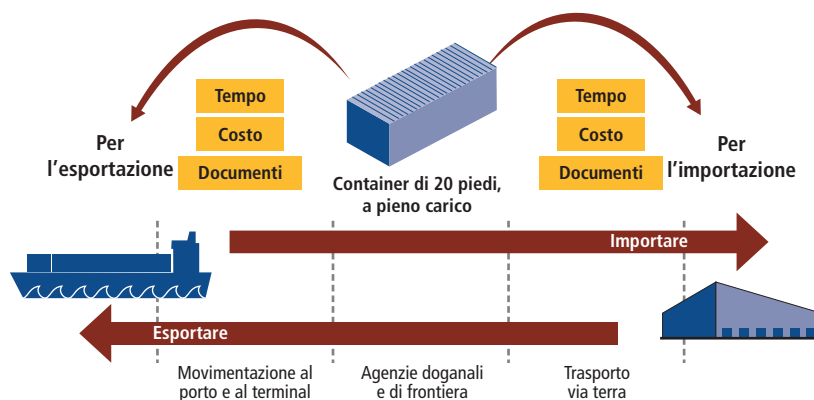 Tempo
Costo
Documenti
Per
l’esportazione
Container di 20 piedi,
a pieno carico
Tempo
Costo
Documenti
Per
l’importazione
Importare
Esportare
Movimentazione al
porto e al terminal
Agenzie doganali
e di frontiera
Trasporto
via terra